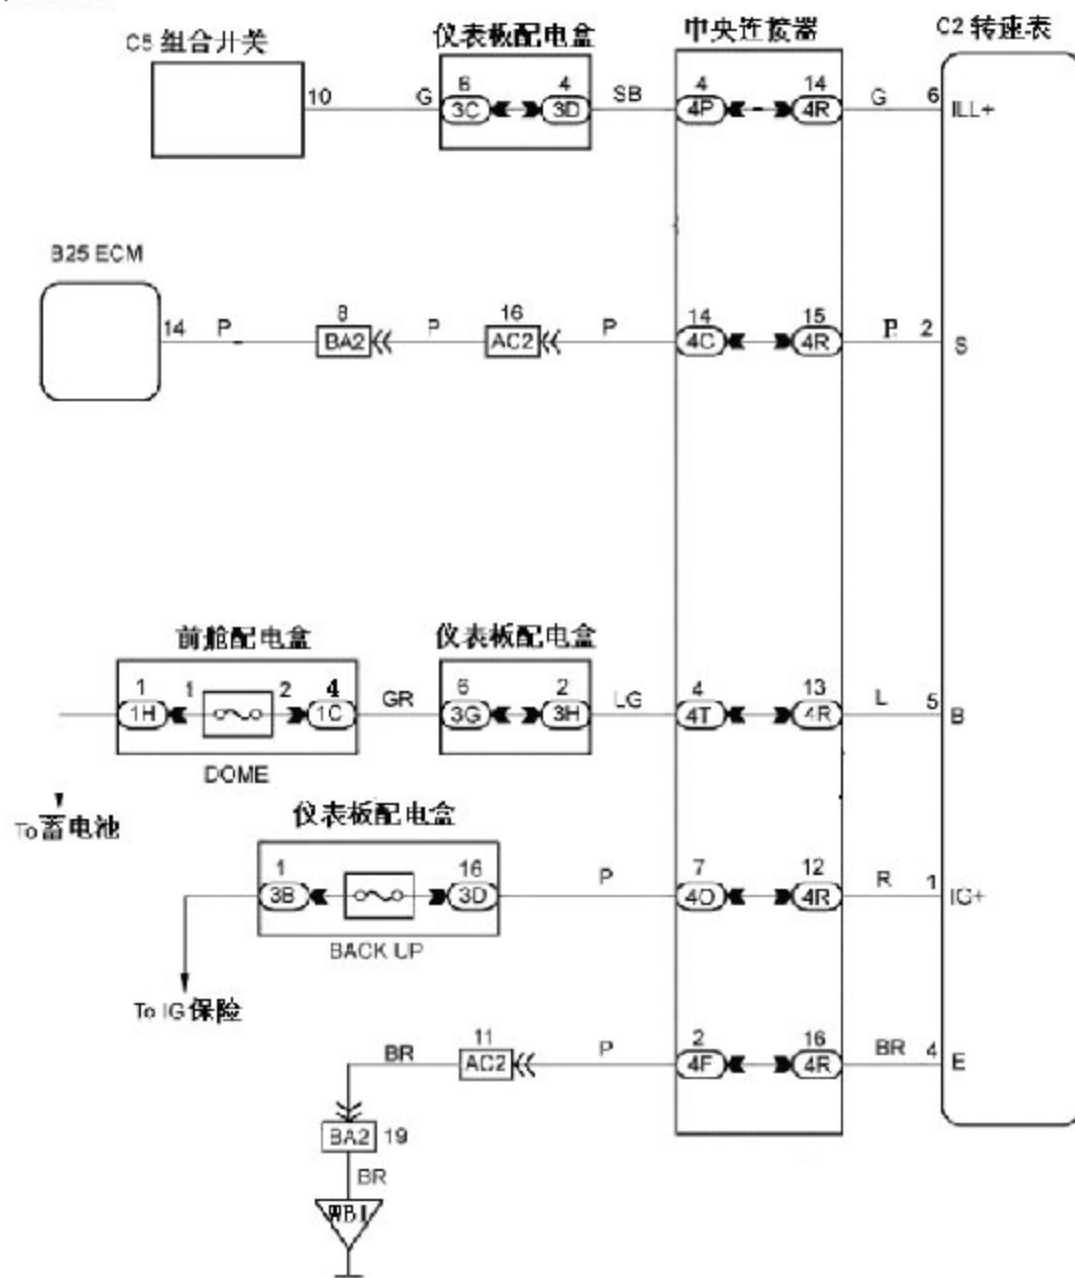 C5 组合开关
仪表板配电盒
中央连接器
C2 转速表
10 G 6 4 SB 4 14 G 6
3C 3D 4P 4R ILL+
B25 ECM
14 P 8 P 16 P 14 15 P 2
BA2 AC2 4C 4R S
前舱配电盒
仪表板配电盒
1 1 2 4 GR 6 2 LG 4 13 L 5
1H 1C 3G 3H 4T 4R B
DOME
To 蓄电池
仪表板配电盒
1 16 P 7 12 R 1
3B 3D 4O 4R IG+
BACK UP
To IG 保险
BR 11 P 2 16 BR 4
AC2 4F 4R E
BA2 19
BR
WB1